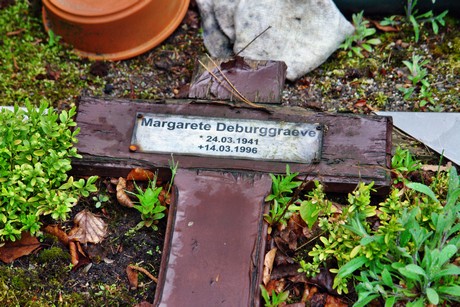 Margarete Deburggraeve
* 24.03.1941
+14.03.1996